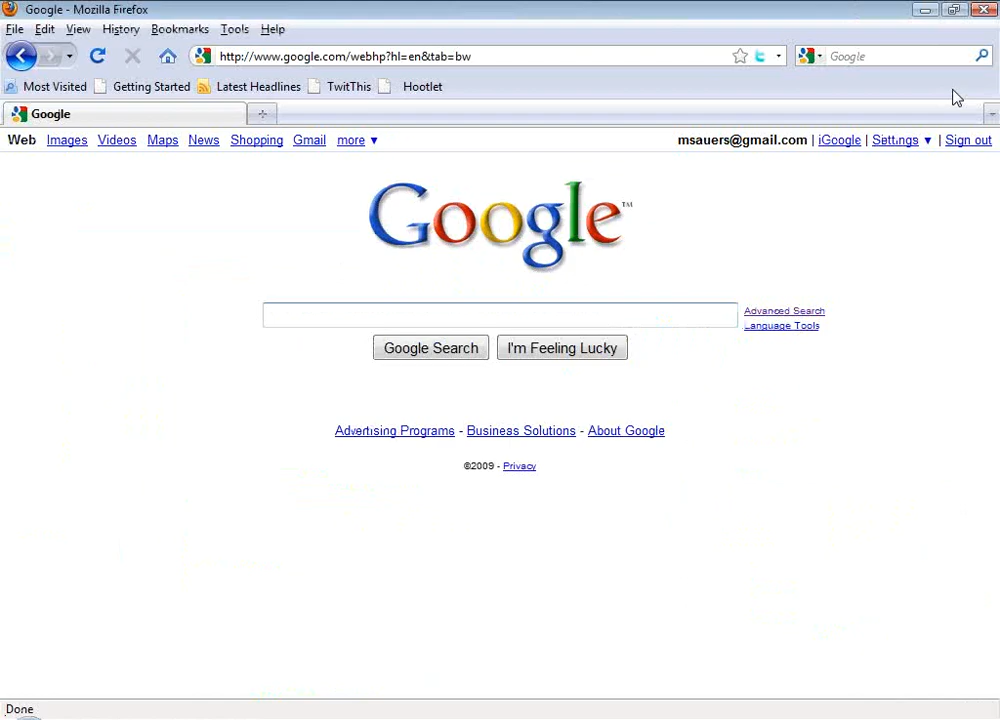 Google - Mozilla Firefox
File Edit View History Bookmarks Tools Help
http://www.google.com/webhp?hl=en&tab=bw Google
Most Visited Getting Started Latest Headlines TwitThis Hootlet
Google
Web Images Videos Maps News Shopping Gmail more ▼ msauers@gmail.com | iGoogle | Settings ▼ | Sign out
Google™
Advanced Search
Language Tools
Google Search I'm Feeling Lucky
Advertising Programs - Business Solutions - About Google
©2009 - Privacy
Done